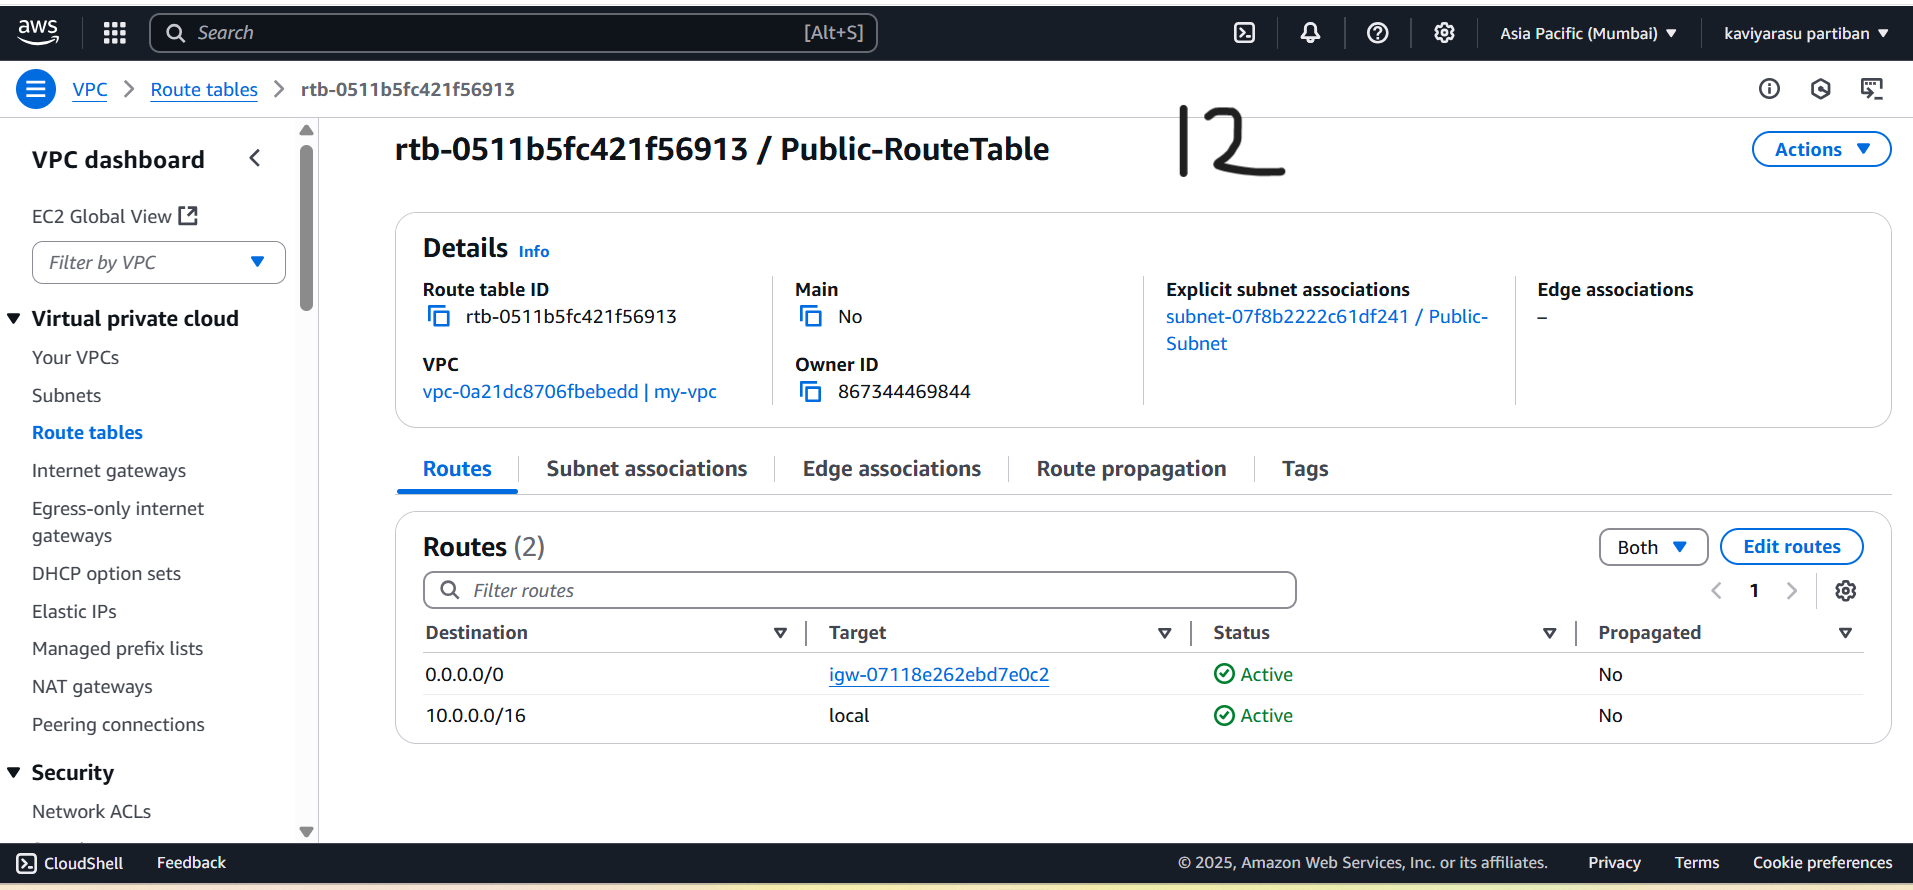 aws
Search [Alt+S]
Asia Pacific (Mumbai) kaviyarasu partiban
VPC Route tables rtb-0511b5fc421f56913
12
VPC dashboard
EC2 Global View
Filter by VPC
Virtual private cloud
Your VPCs
Subnets
Route tables
Internet gateways
Egress-only internet
gateways
DHCP option sets
Elastic IPs
Managed prefix lists
NAT gateways
Peering connections
Security
Network ACLs
rtb-0511b5fc421f56913 / Public-RouteTable
Actions
Details Info
Route table ID
rtb-0511b5fc421f56913
Main
No
Explicit subnet associations
subnet-07f8b2222c61df241 / Public-
Subnet
Edge associations
–
VPC
vpc-0a21dc8706fbebedd | my-vpc
Owner ID
867344469844
Routes Subnet associations Edge associations Route propagation Tags
Routes (2)
Both Edit routes
Filter routes
1
Destination Target Status Propagated
0.0.0.0/0 igw-07118e262ebd7e0c2 Active No
10.0.0.0/16 local Active No
CloudShell Feedback
© 2025, Amazon Web Services, Inc. or its affiliates. Privacy Terms Cookie preferences